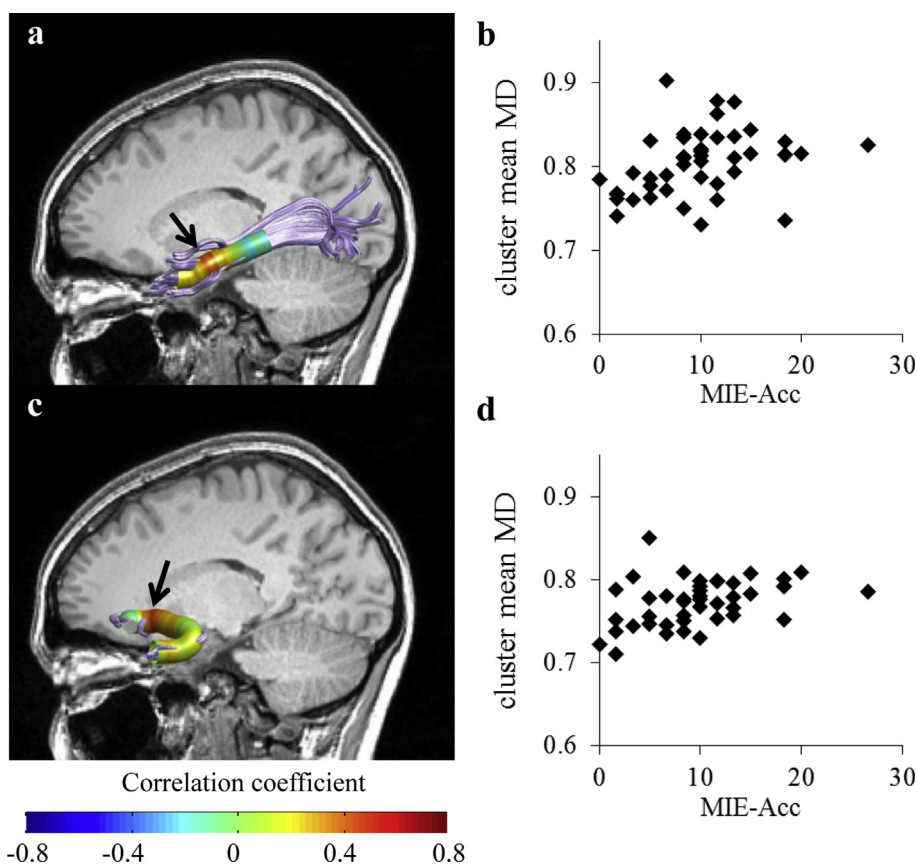 a
b
cluster mean MD
0.9
0.8
0.7
0.6
0 10 20 30
MIE-Acc
c
d
cluster mean MD
0.9
0.8
0.7
0.6
0 10 20 30
MIE-Acc
Correlation coefficient
-0.8 -0.4 0 0.4 0.8